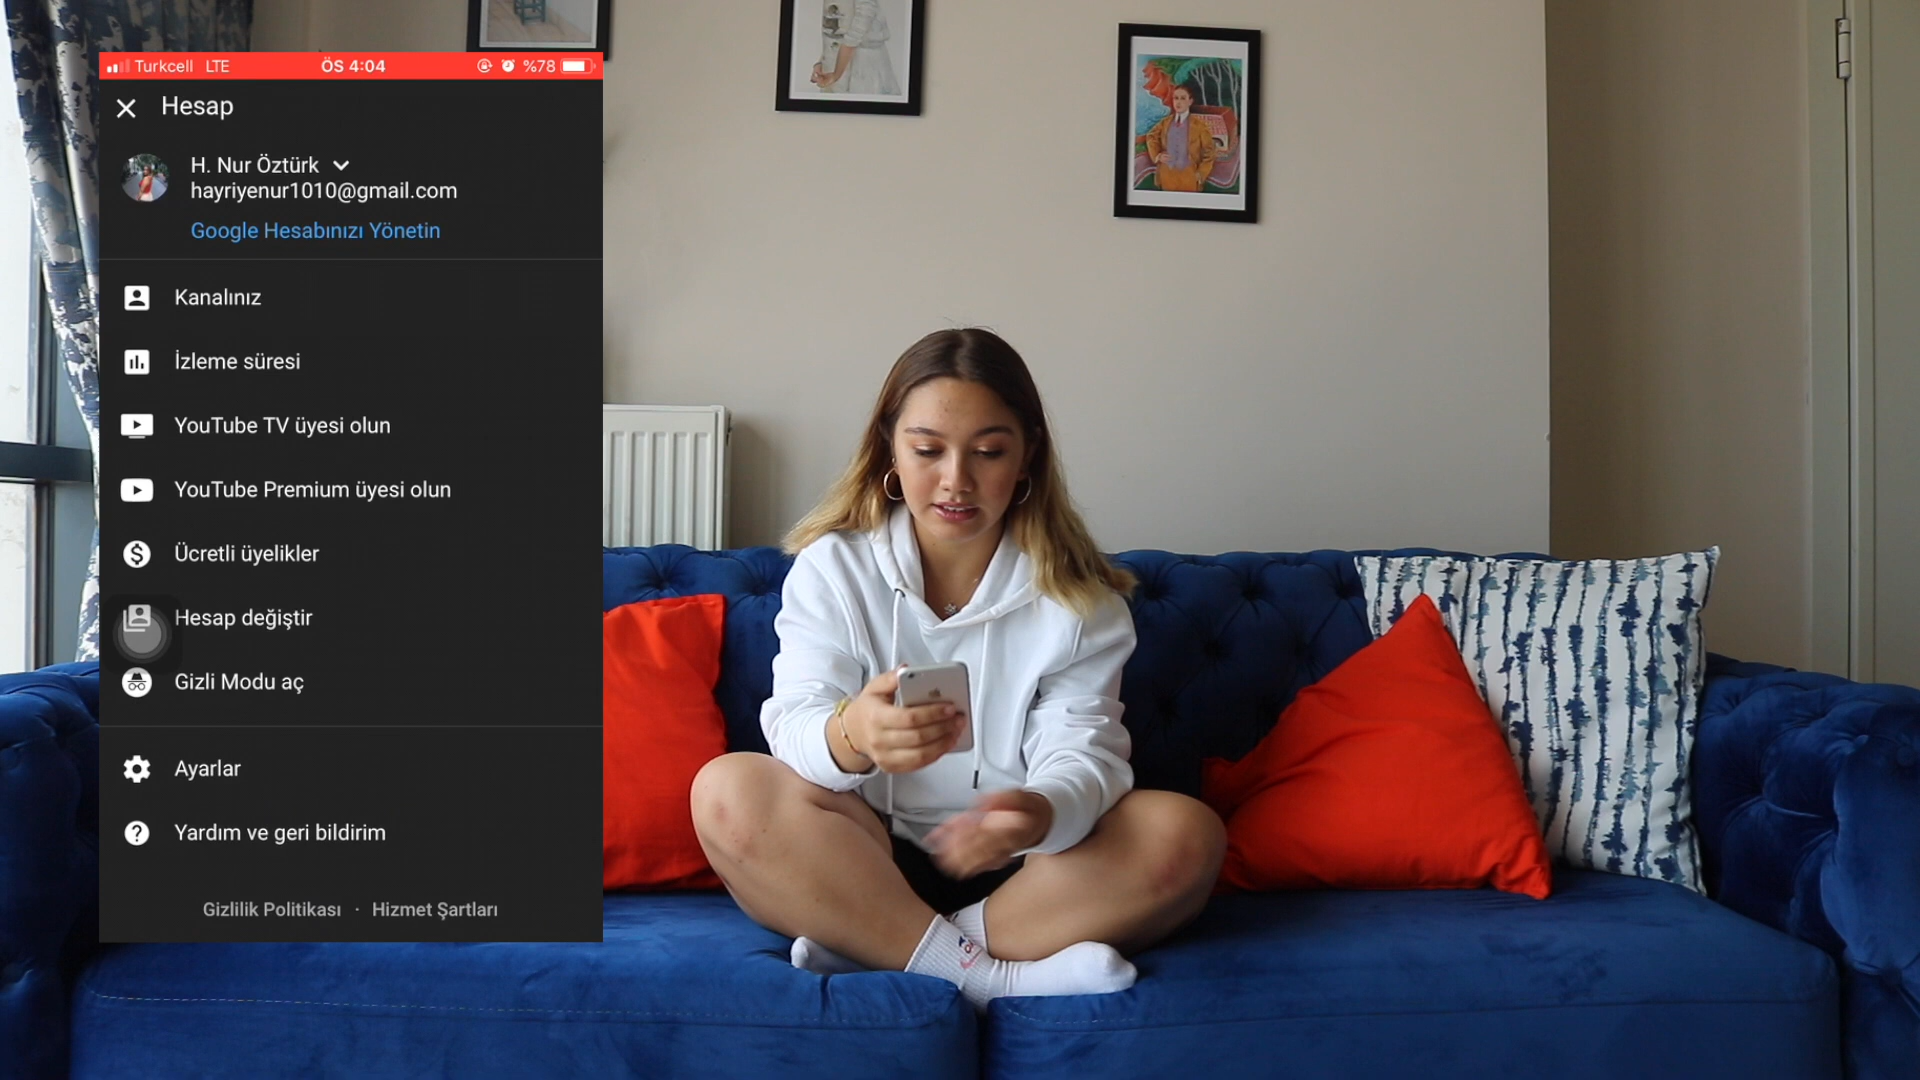 Turkcell LTE ÖS 4:04 %78
Hesap
H. Nur Öztürk
hayriyenur1010@gmail.com
Google Hesabınızı Yönetin
Kanalınız
İzleme süresi
YouTube TV üyesi olun
YouTube Premium üyesi olun
Ücretli üyelikler
Hesap değiştir
Gizli Modu aç
Ayarlar
Yardım ve geri bildirim
Gizlilik Politikası · Hizmet Şartları